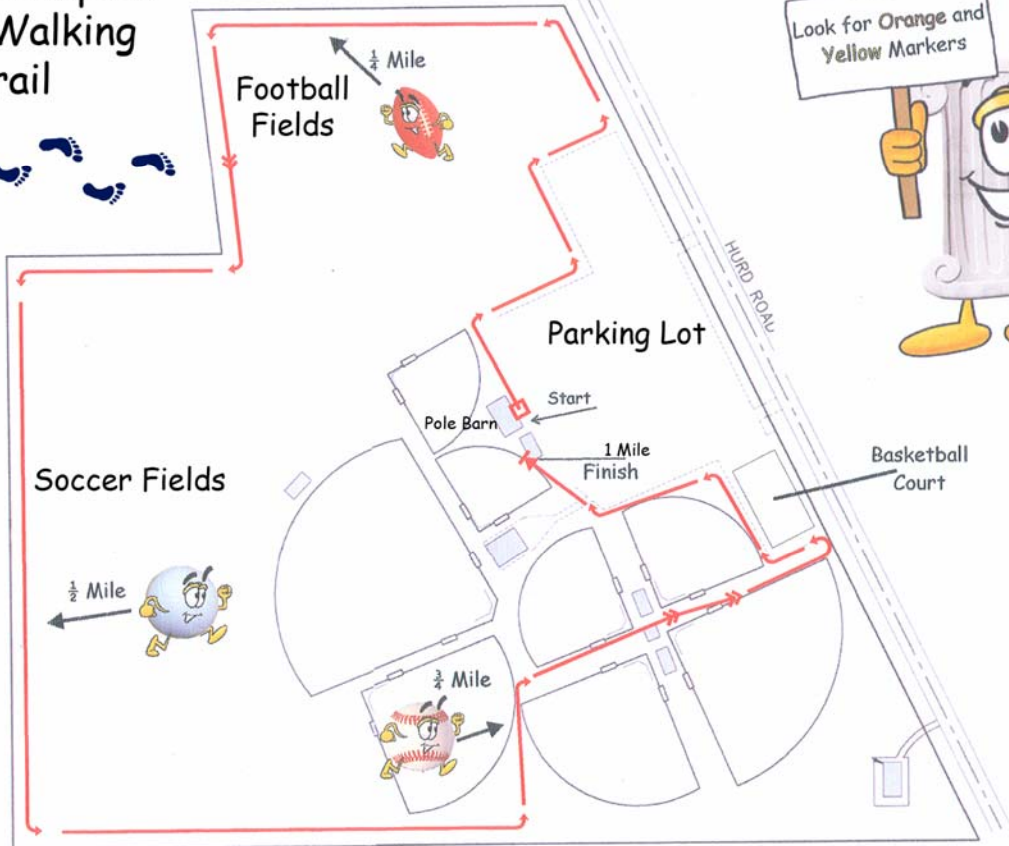 Walking
Look for Orange and
Yellow Markers
¼ Mile
Football
Fields
HURD ROAD
Parking Lot
Start
Pole Barn
1 Mile
Finish
Basketball
Court
Soccer Fields
½ Mile
¾ Mile